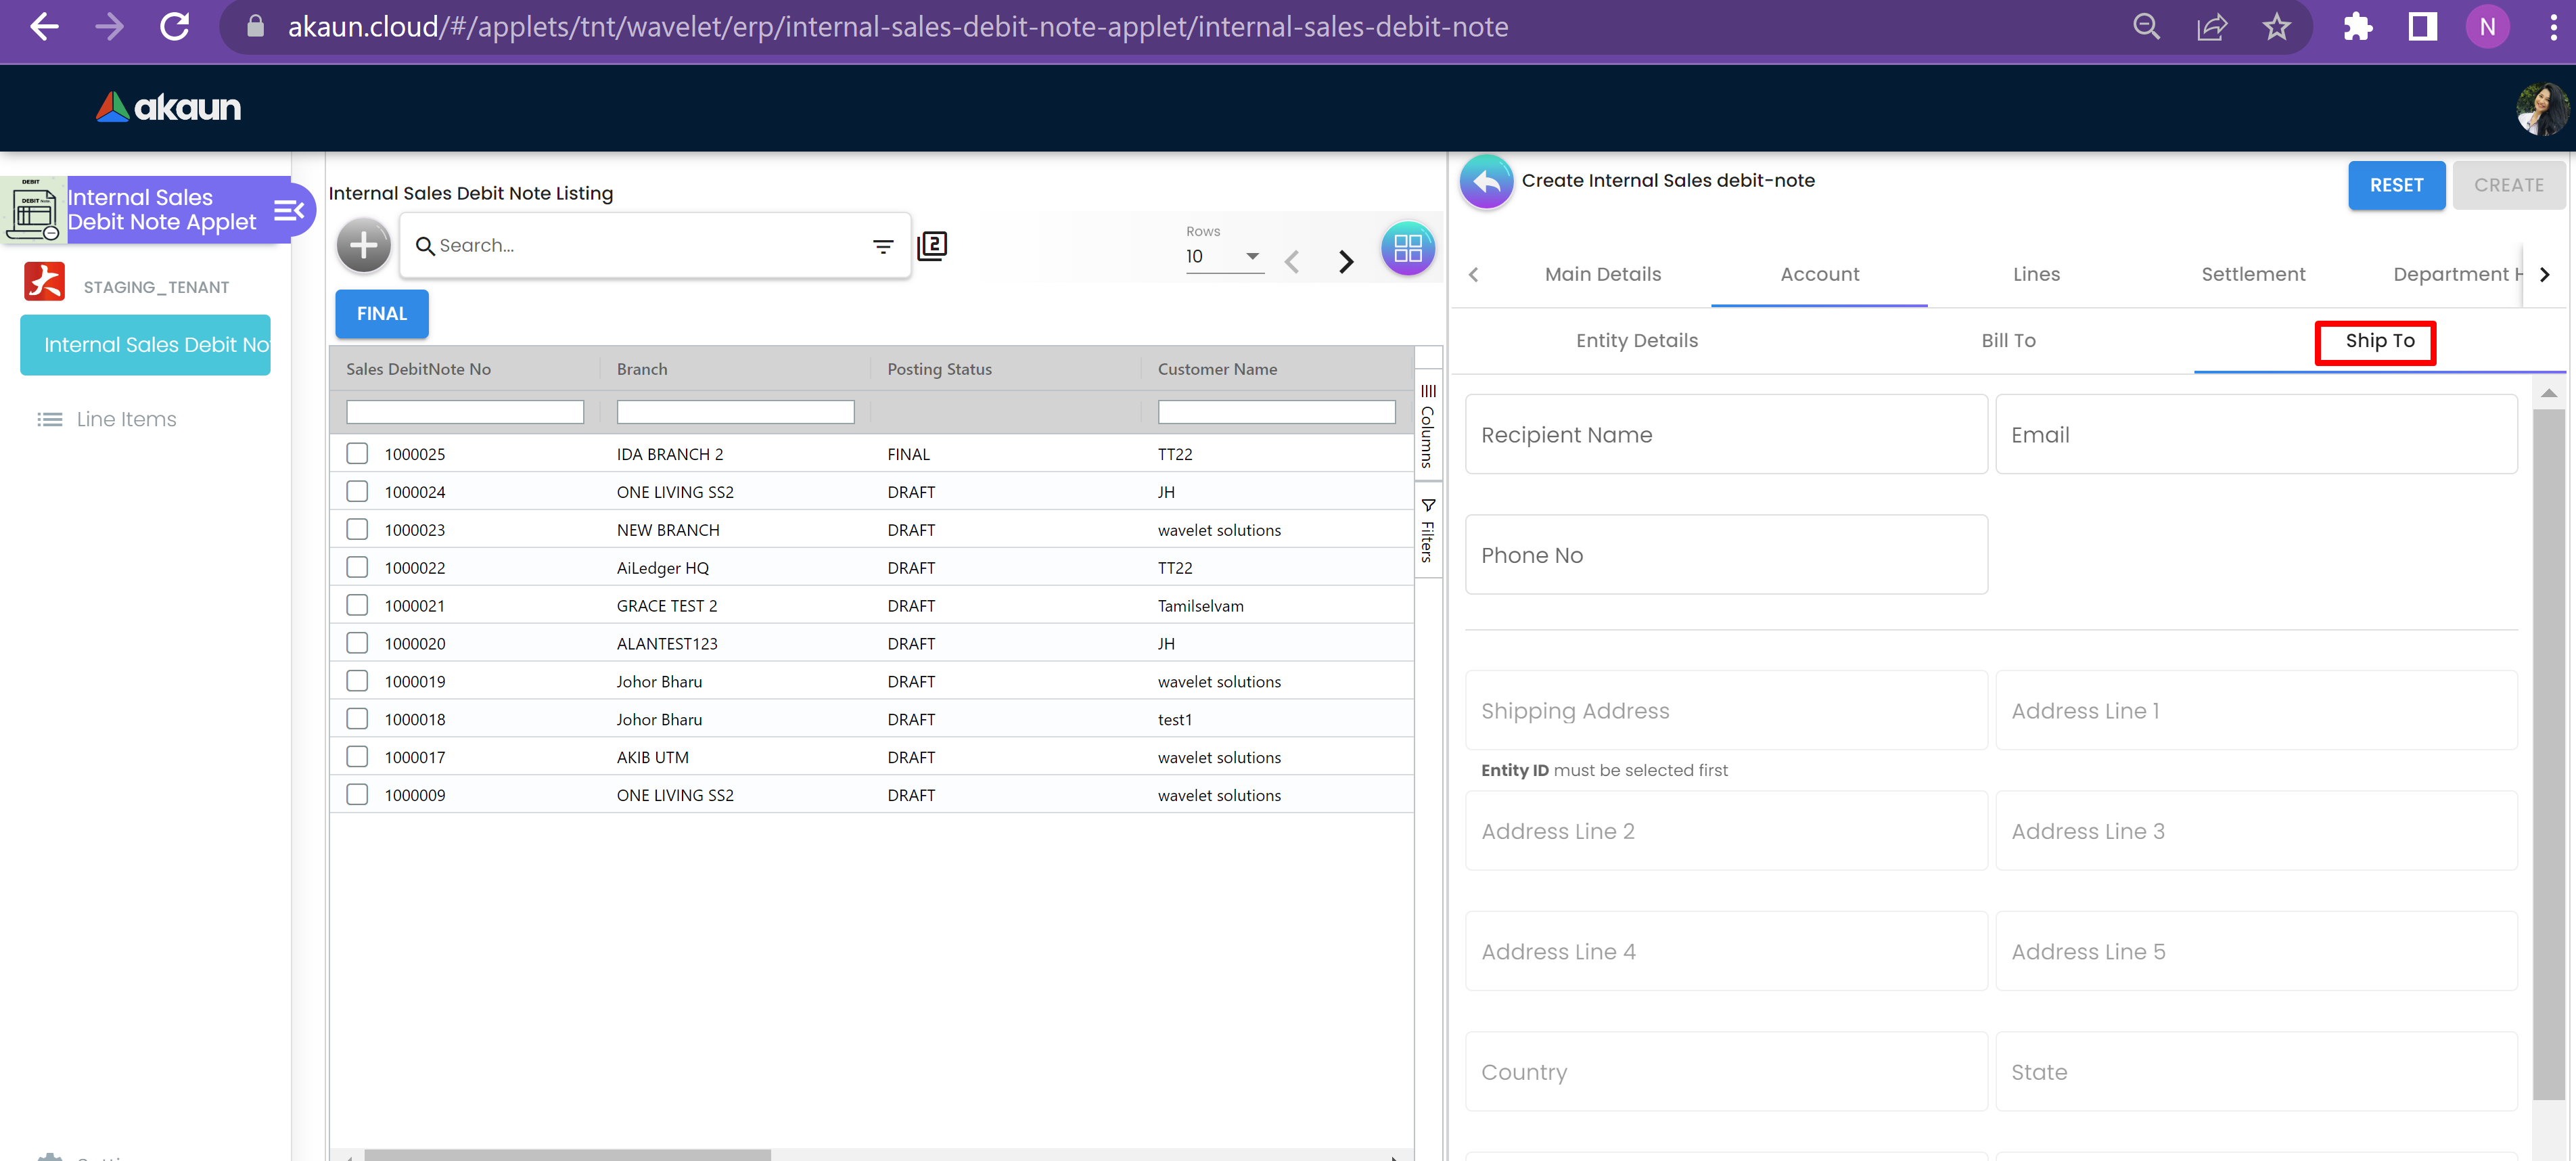 akaun.cloud/#/applets/tnt/wavelet/erp/internal-sales-debit-note-applet/internal-sales-debit-note
N
akaun
DEBIT
Internal Sales
Debit Note Applet
STAGING_TENANT
Internal Sales Debit No
Line Items
Internal Sales Debit Note Listing
Search...
2
Rows
10
FINAL
Sales DebitNote No Branch Posting Status Customer Name
1000025 IDA BRANCH 2 FINAL TT22
1000024 ONE LIVING SS2 DRAFT JH
1000023 NEW BRANCH DRAFT wavelet solutions
1000022 AiLedger HQ DRAFT TT22
1000021 GRACE TEST 2 DRAFT Tamilselvam
1000020 ALANTEST123 DRAFT JH
1000019 Johor Bharu DRAFT wavelet solutions
1000018 Johor Bharu DRAFT test1
1000017 AKIB UTM DRAFT wavelet solutions
1000009 ONE LIVING SS2 DRAFT wavelet solutions
Columns
Filters
Create Internal Sales debit-note
RESET CREATE
Main Details Account Lines Settlement Department H
Entity Details Bill To Ship To
Recipient Name Email
Phone No
Shipping Address Address Line 1
Entity ID must be selected first
Address Line 2 Address Line 3
Address Line 4 Address Line 5
Country State